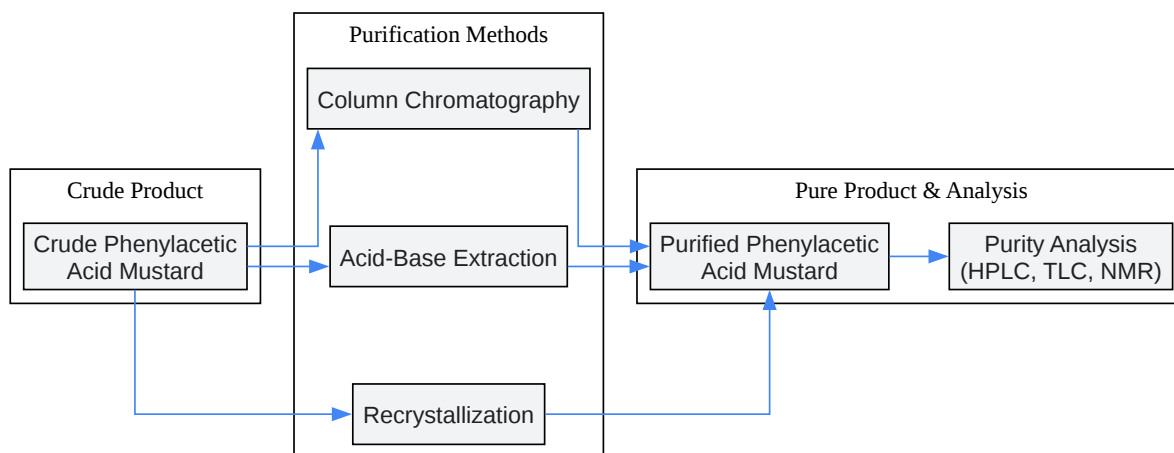 Purification Methods
Column Chromatography
Crude Product
Crude Phenylacetic
Acid Mustard
Acid-Base Extraction
Recrystallization
Pure Product & Analysis
Purified Phenylacetic
Acid Mustard
Purity Analysis
(HPLC, TLC, NMR)